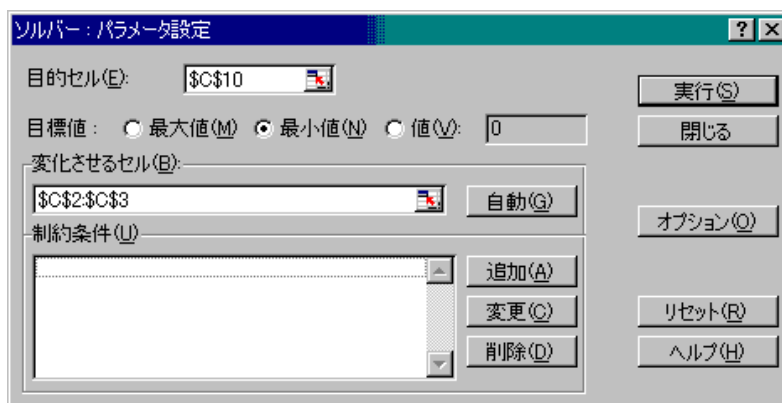 ソルバー：パラメータ設定
目的セル(E): $C$10
実行(S)
目標値： 最大値(M) 最小値(N) 値(V): 0
閉じる
変化させるセル(B):
$C$2:$C$3 自動(G)
オプション(O)
制約条件(U)
追加(A)
変更(C)
リセット(R)
削除(D)
ヘルプ(H)